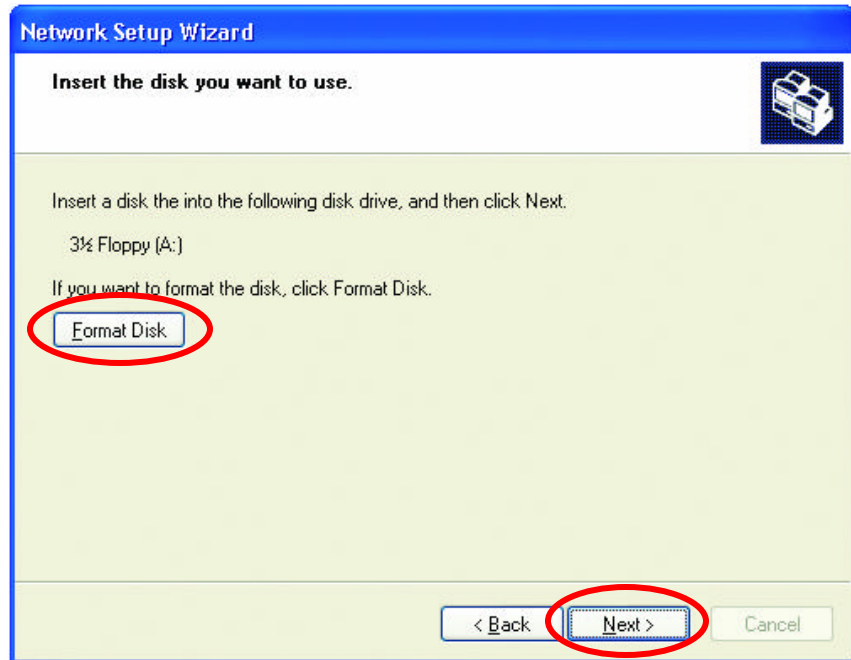 Network Setup Wizard
Insert the disk you want to use.
Insert a disk the into the following disk drive, and then click Next.
3½ Floppy (A:)
If you want to format the disk, click Format Disk.
Format Disk
< Back Next > Cancel